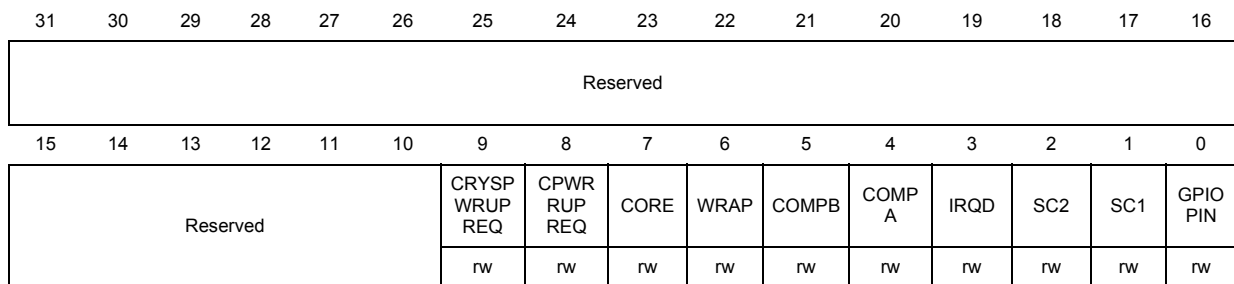 31 30 29 28 27 26 25 24 23 22 21 20 19 18 17 16
Reserved
15 14 13 12 11 10 9 8 7 6 5 4 3 2 1 0
Reserved
CRYSP
WRUP
REQ
CPWR
RUP
REQ
CORE
WRAP
COMPB
COMP
A
IRQD
SC2
SC1
GPIO
PIN
rw rw rw rw rw rw rw rw rw rw